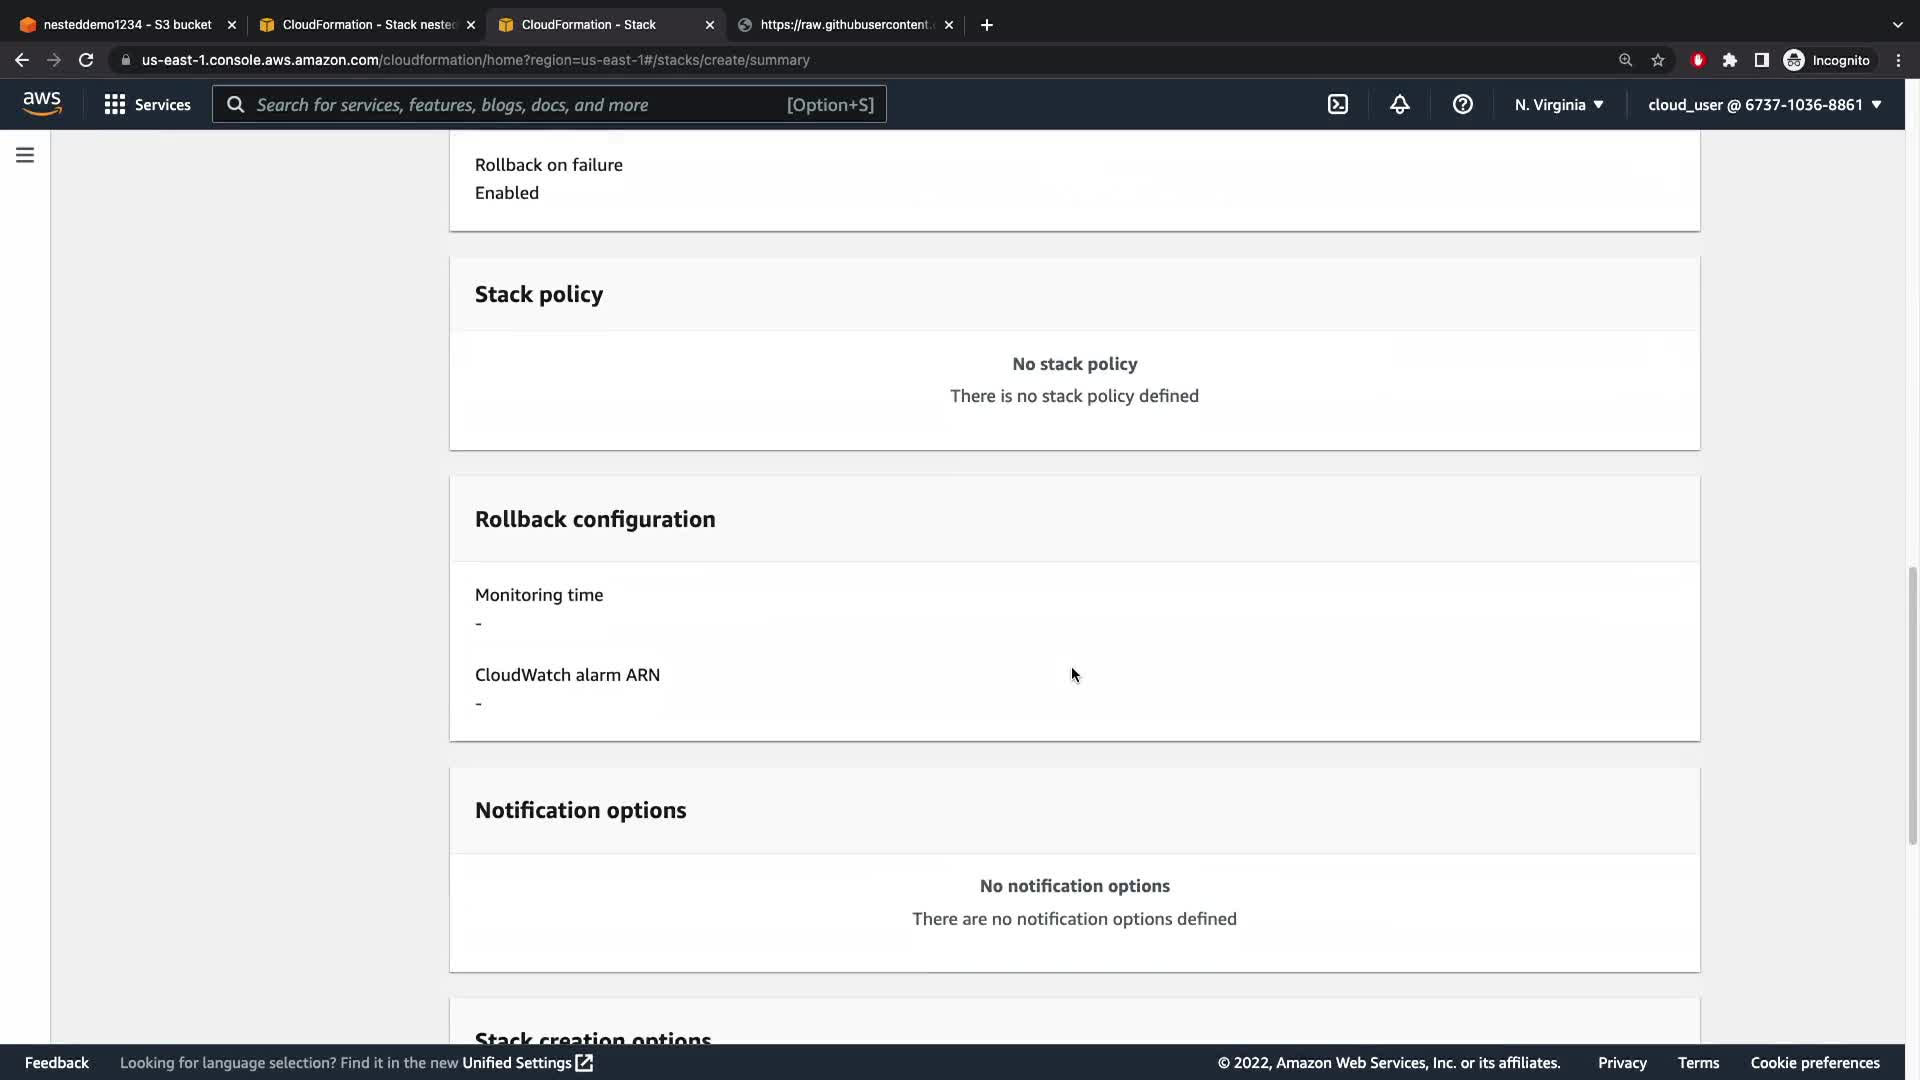 nesteddemo1234 - S3 bucket
CloudFormation - Stack nested
CloudFormation - Stack
https://raw.githubusercontent.
us-east-1.console.aws.amazon.com/cloudformation/home?region=us-east-1#/stacks/create/summary
Incognito
aws
Services
Search for services, features, blogs, docs, and more
[Option+S]
N. Virginia
cloud_user @ 6737-1036-8861
Rollback on failure
Enabled
Stack policy
No stack policy
There is no stack policy defined
Rollback configuration
Monitoring time
-
CloudWatch alarm ARN
-
Notification options
No notification options
There are no notification options defined
Stack creation options
Feedback
Looking for language selection? Find it in the new Unified Settings
© 2022, Amazon Web Services, Inc. or its affiliates.
Privacy
Terms
Cookie preferences